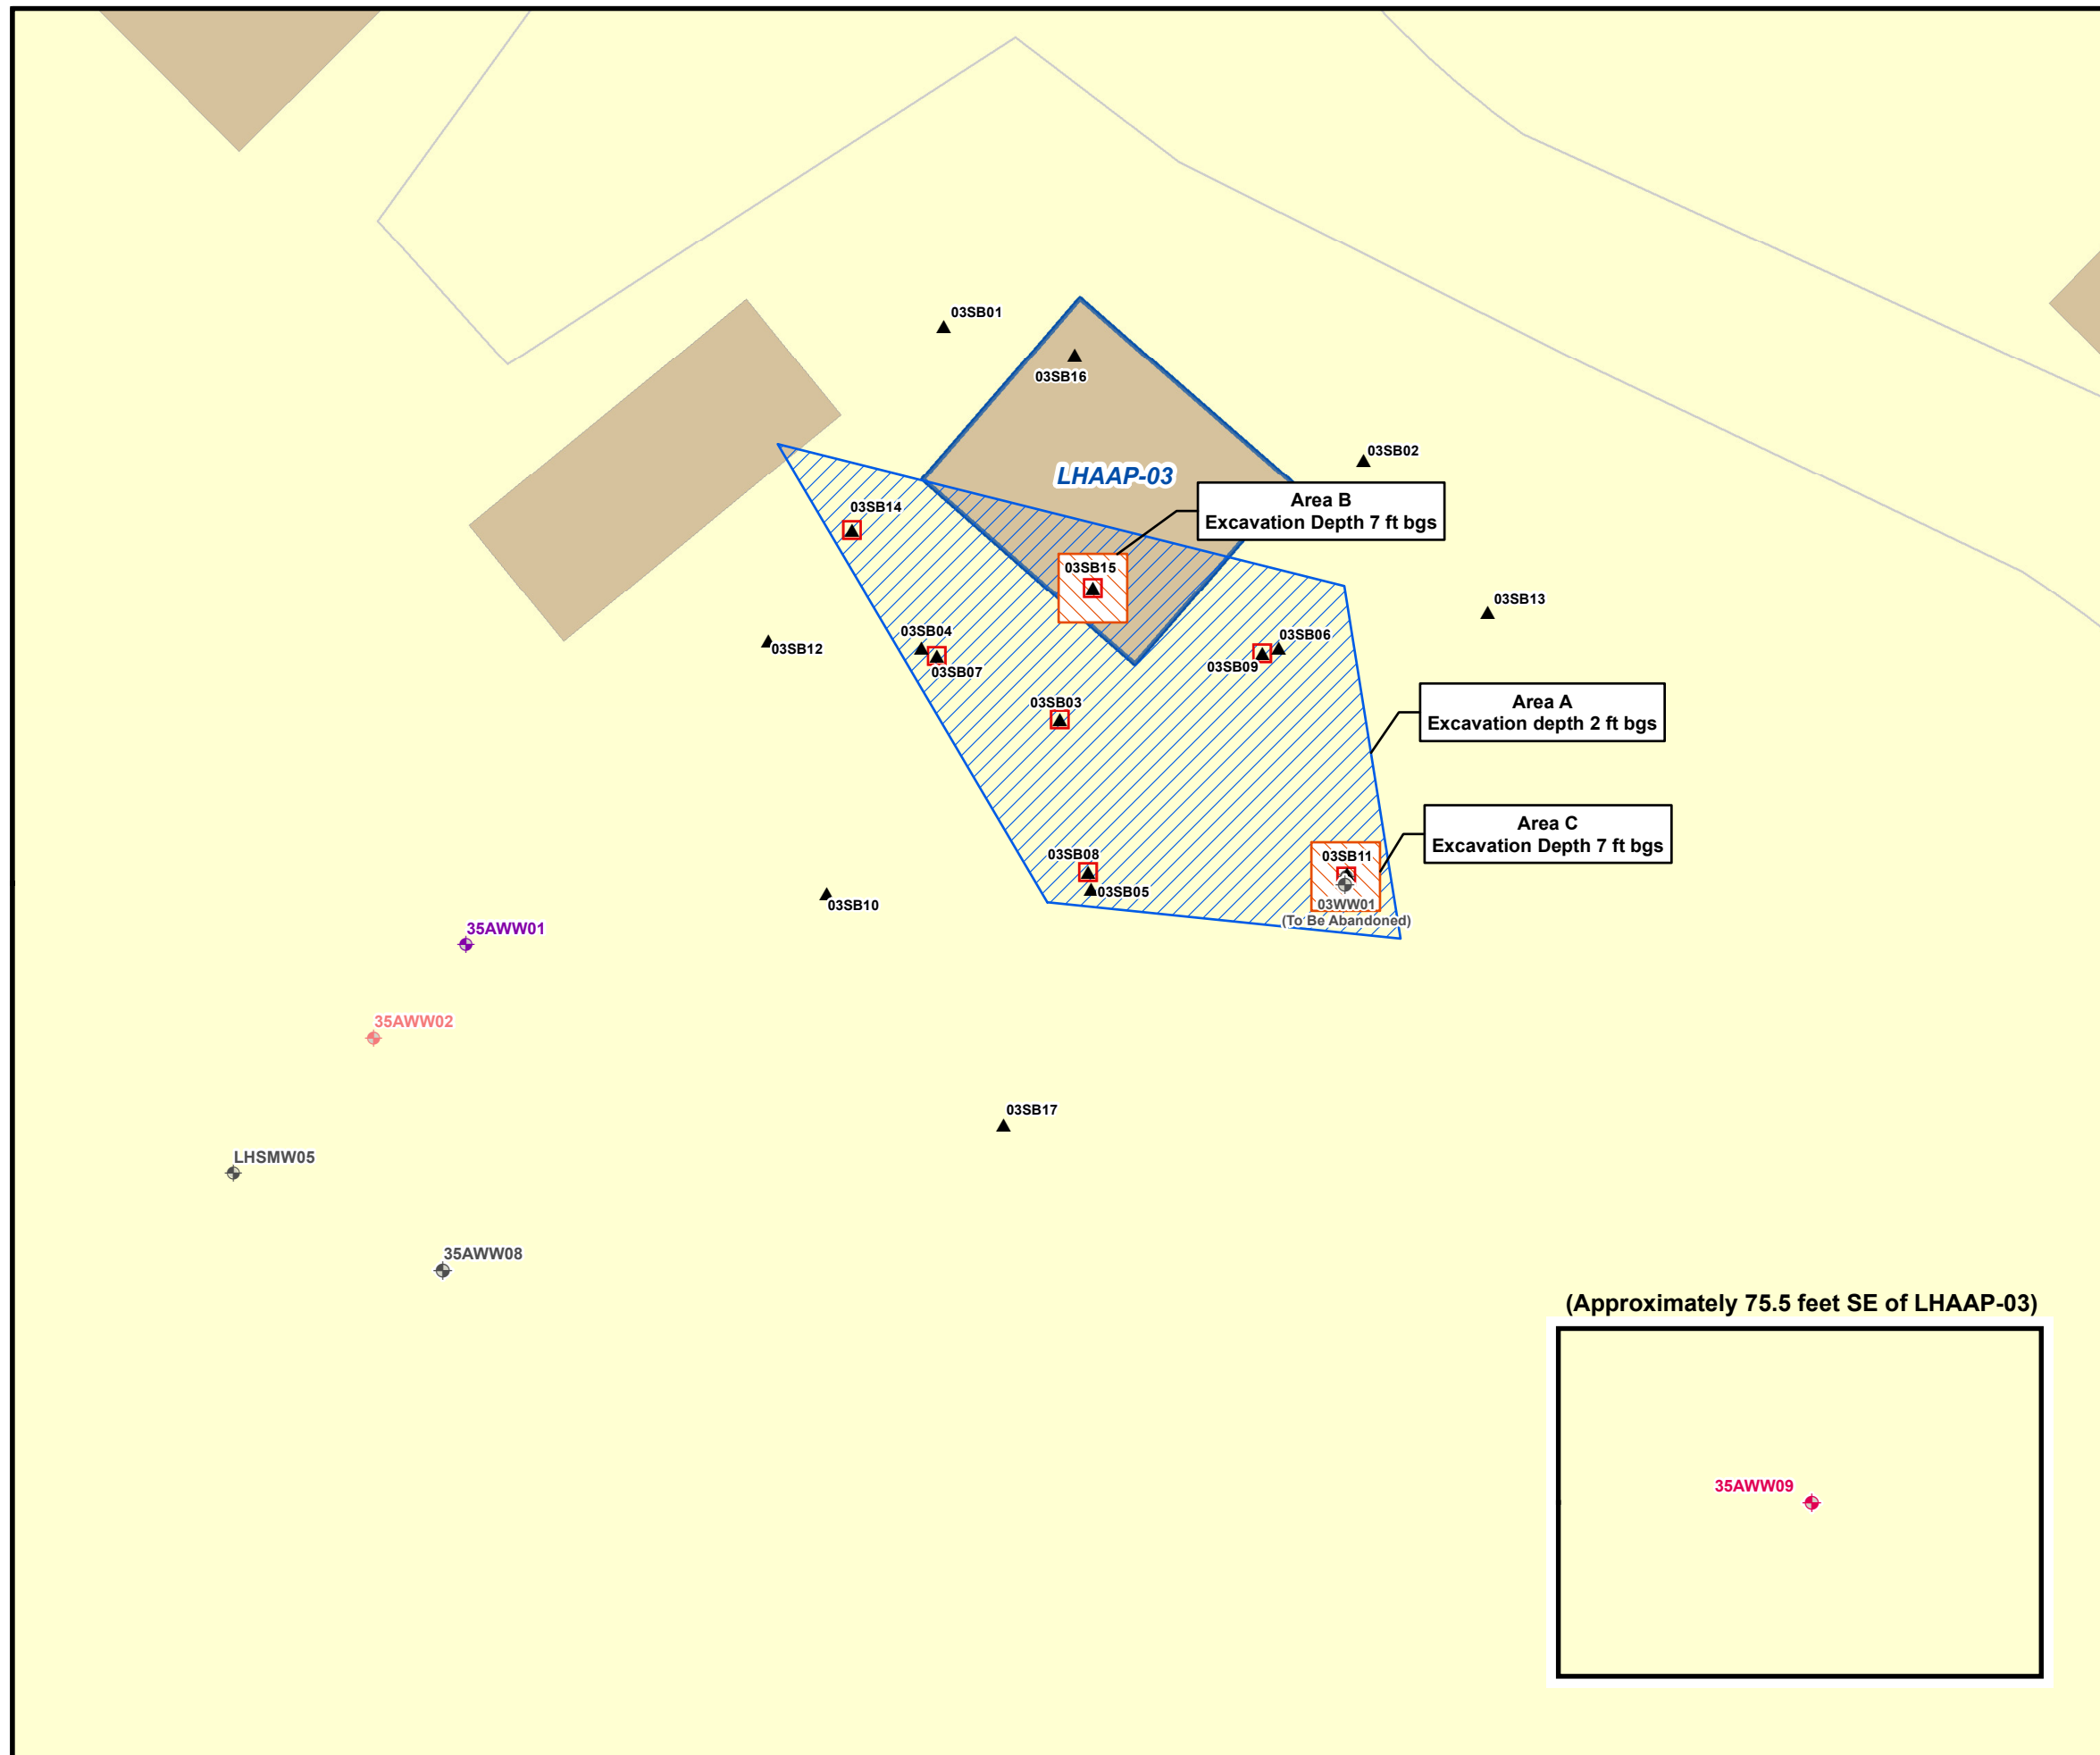 03SB01
03SB16
03SB02
LHAAP-03
Area B
Excavation Depth 7 ft bgs
03SB14
03SB15
03SB13
03SB04
03SB06
03SB12
03SB09
03SB07
03SB03
Area A
Excavation depth 2 ft bgs
Area C
Excavation Depth 7 ft bgs
03SB08
03SB11
03SB05
03SB10
03WW01
(To Be Abandoned)
35AWW01
35AWW02
03SB17
LHSMW05
35AWW08
(Approximately 75.5 feet SE of LHAAP-03)
35AWW09